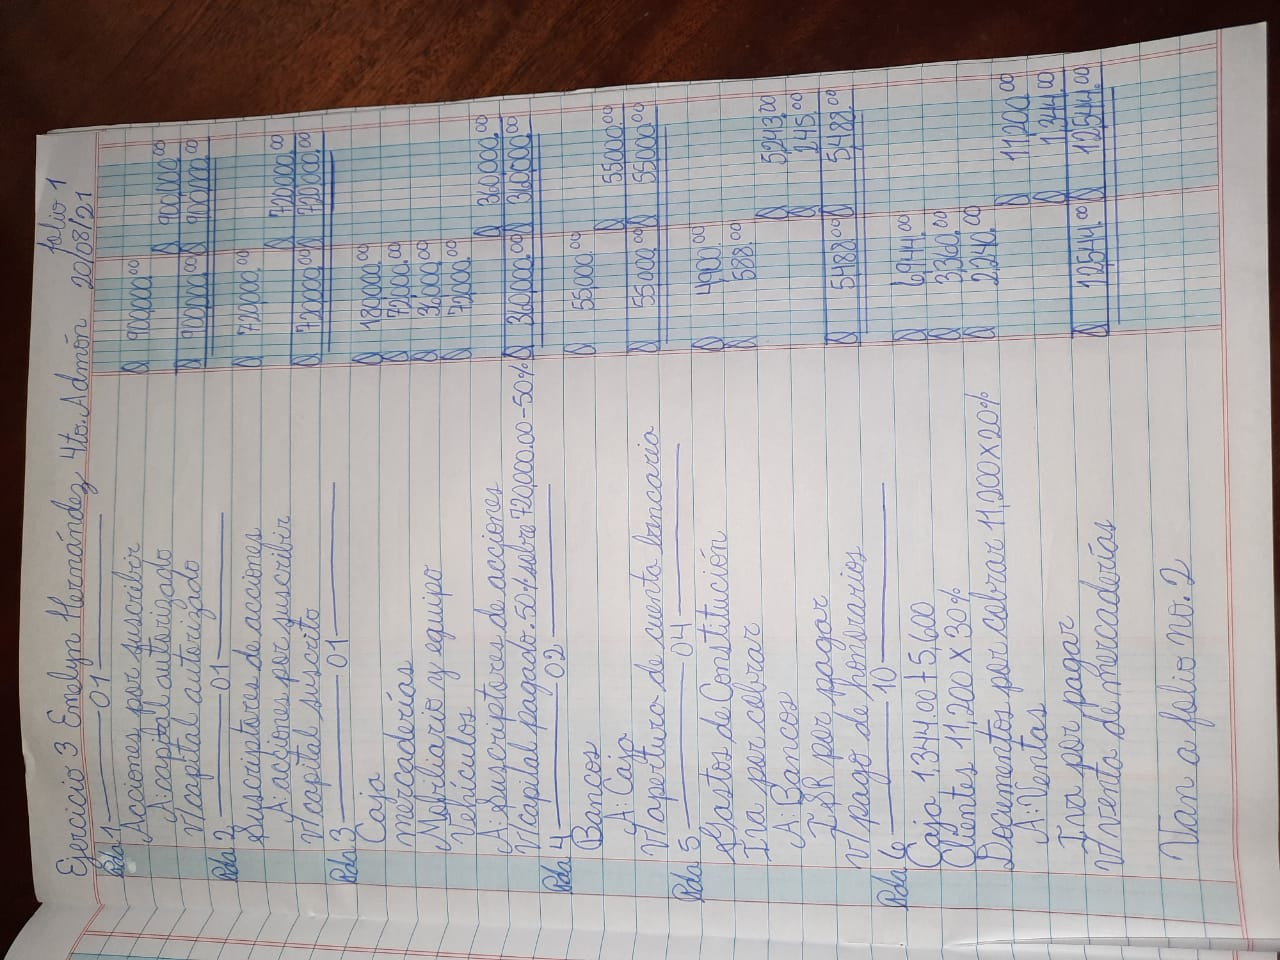 Ejercicio 3 Emelyn Hernández 4to. Admón 20/08/21 folio 1
Pda 1 01
Acciones por suscribir Q 900,000.00
A: capital autorizado Q 900,000.00
V/capital autorizado Q 900,000.00 Q 900,000.00
Pda 2 01
Suscriptores de acciones Q 720,000.00
A: acciones por suscribir Q 720,000.00
V/capital suscrito Q 720,000.00 Q 720,000.00
Pda 3 01
Caja Q 180,000.00
mercaderías Q 72,000.00
Mobiliario y equipo Q 36,000.00
Vehículos Q 72,000.00
A: Suscriptores de acciones Q 360,000.00
V/capital pagado. 50% sobre 720,000.00-50% Q 360,000.00 Q 360,000.00
Pda 4 02
Bancos Q 55,000.00
A: Caja Q 55,000.00
V/apertura de cuenta bancaria Q 55,000.00 Q 55,000.00
Pda 5 04
Gastos de Constitución Q 4,900.00
Iva por cobrar Q 588.00
A: Bancos Q 5,243.00
ISR por pagar Q 245.00
V/pago de honorarios Q 5,488.00 Q 5,488.00
Pda 6 10
Caja 1,344.00 + 5,600 Q 6,944.00
Clientes 11,200 X 30% Q 3,360.00
Documentos por cobrar 11,200 x 20% Q 2,240.00
A: Ventas Q 11,200.00
Iva por pagar Q 1,344.00
V/venta de mercaderías Q 12,544.00 Q 12,544.00
Van a folio no. 2